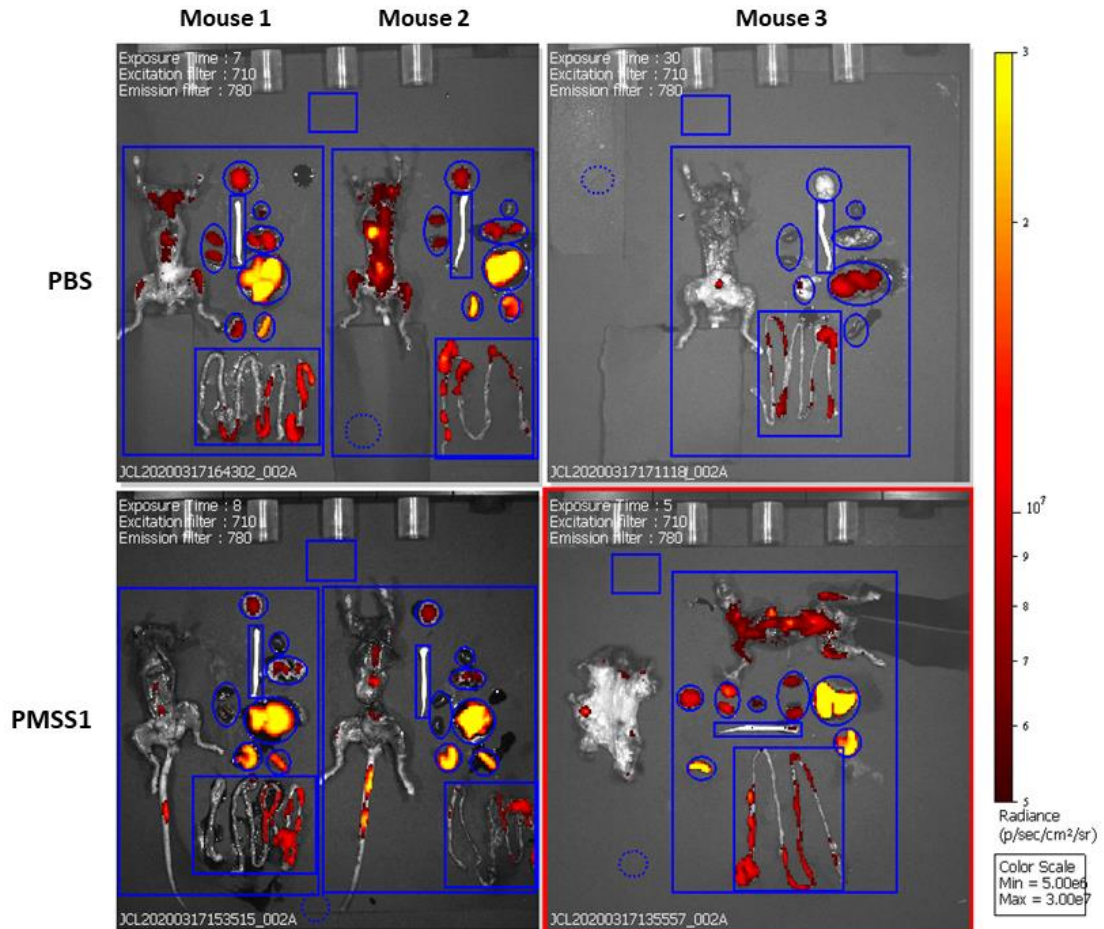 Mouse 1
Mouse 2
Mouse 3
PBS
PMSS1
Exposure Time : 7
Excitation filter : 710
Emission filter : 780
JCL20200317164302_002A
Exposure Time : 30
Excitation filter : 710
Emission filter : 780
JCL20200317171118_002A
Exposure Time : 8
Excitation filter : 710
Emission filter : 780
JCL20200317153515_002A
Exposure Time : 5
Excitation filter : 710
Emission filter : 780
JCL20200317135557_002A
3
2
10⁷
9
8
7
6
5
Radiance
(p/sec/cm²/sr)
Color Scale
Min = 5.00e6
Max = 3.00e7